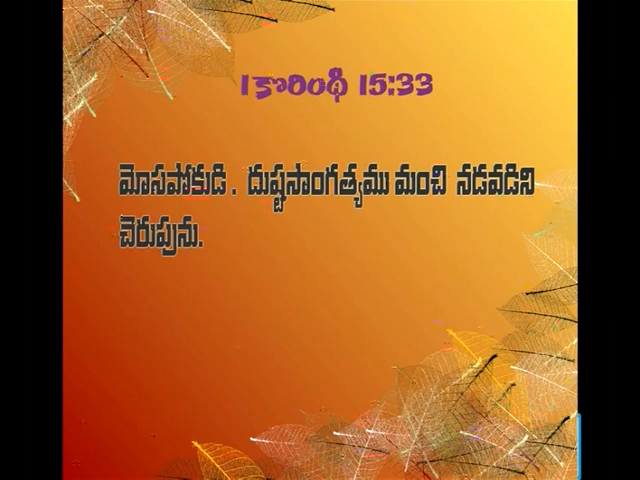 1కొరింథీ 15:33
మోసపోకుడి . దుష్టసాంగత్యము మంచి నడవడిని
చెరుప్పును.